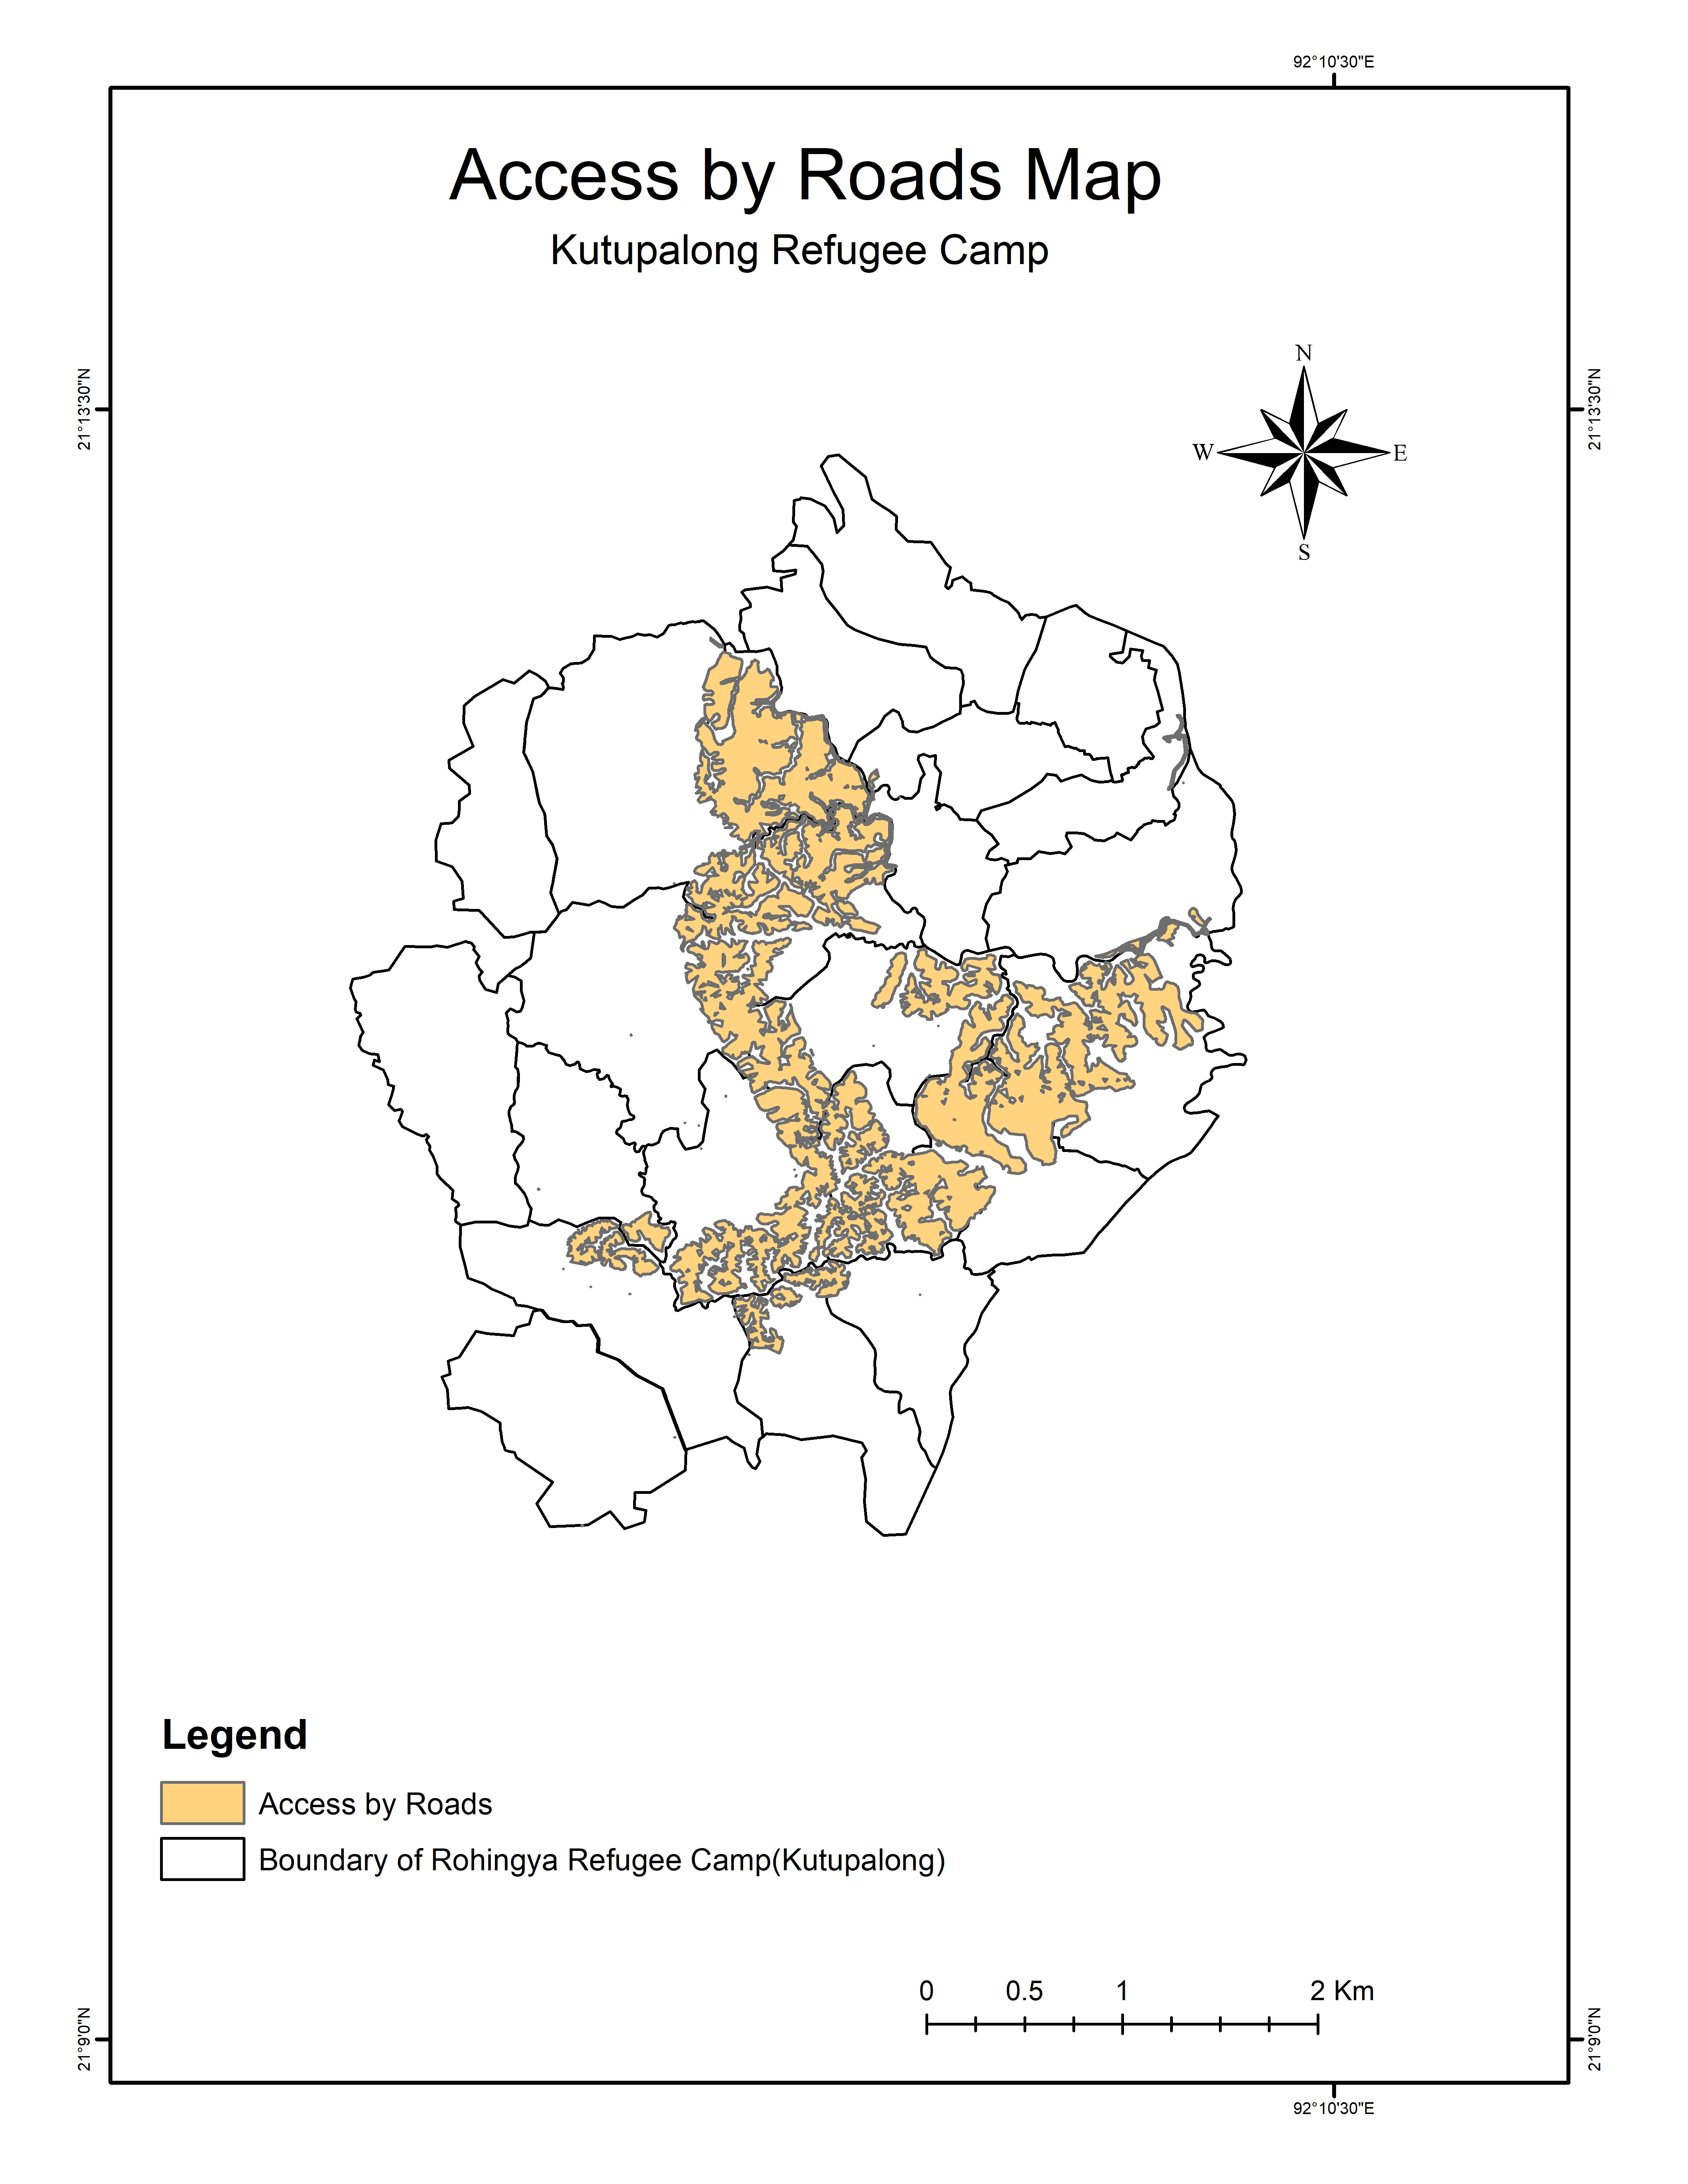 92°10'30"E
Access by Roads Map
Kutupalong Refugee Camp
21°13'30"N
21°13'30"N
N
W
E
S
Legend
Access by Roads
Boundary of Rohingya Refugee Camp(Kutupalong)
0 0.5 1 2 Km
21°9'0"N
21°9'0"N
92°10'30"E